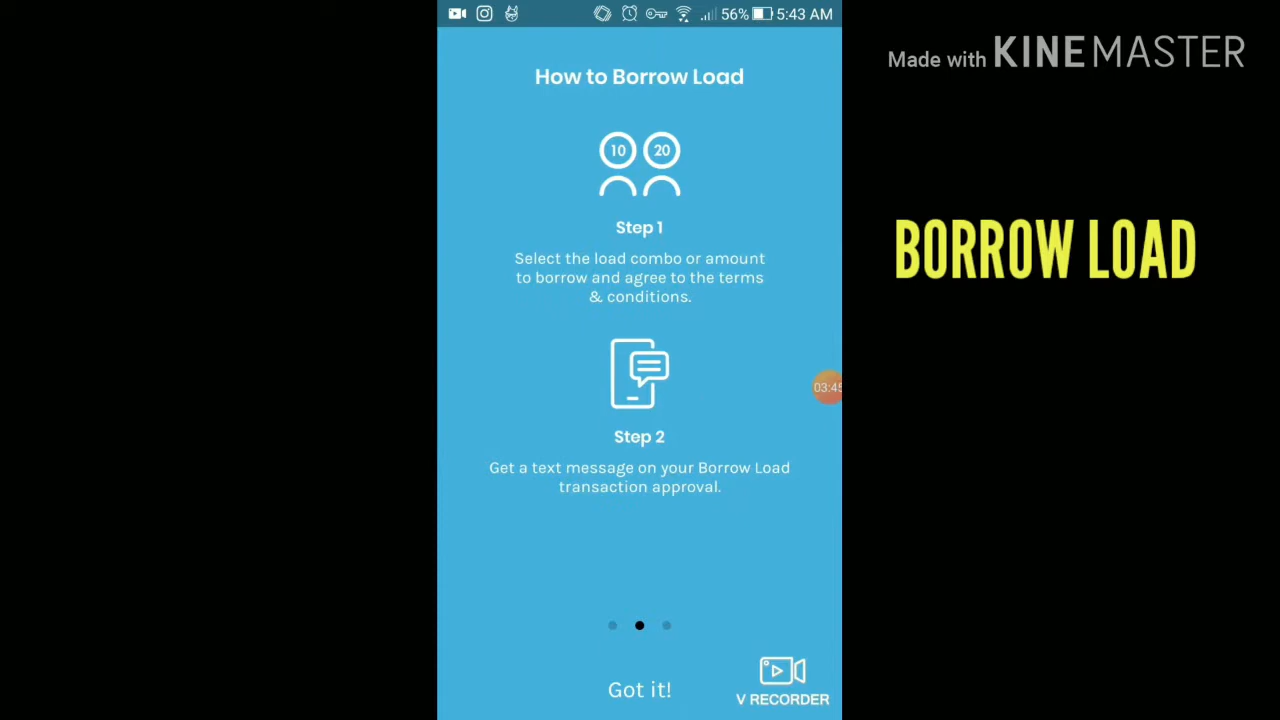 56% 5:43 AM
Made with KINEMASTER
How to Borrow Load
10 20
Step 1
Select the load combo or amount
to borrow and agree to the terms
& conditions.
BORROW LOAD
03:45
Step 2
Get a text message on your Borrow Load
transaction approval.
Got it!
V RECORDER